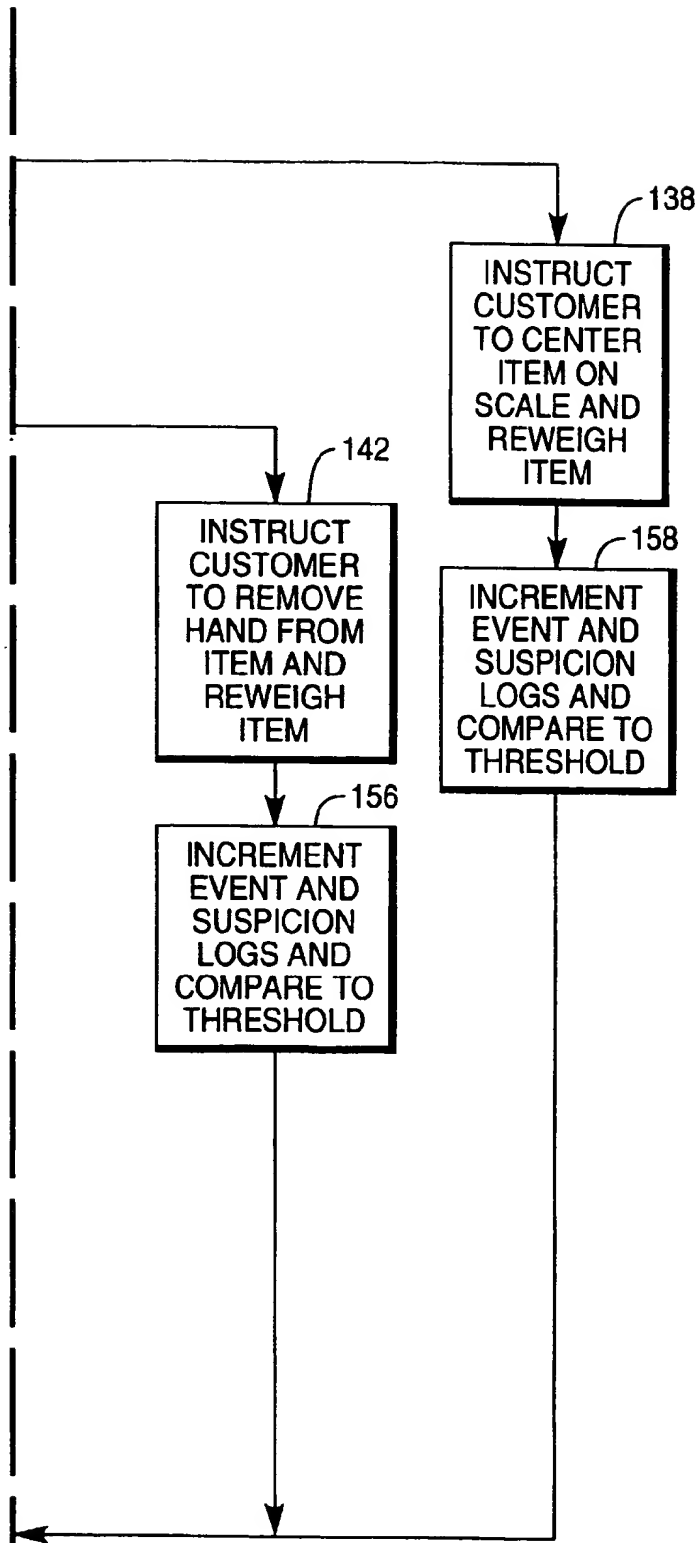 138
INSTRUCT
CUSTOMER
TO CENTER
ITEM ON
SCALE AND
REWEIGH
ITEM
142
INSTRUCT
CUSTOMER
TO REMOVE
HAND FROM
ITEM AND
REWEIGH
ITEM
158
INCREMENT
EVENT AND
SUSPICION
LOGS AND
COMPARE TO
THRESHOLD
156
INCREMENT
EVENT AND
SUSPICION
LOGS AND
COMPARE TO
THRESHOLD